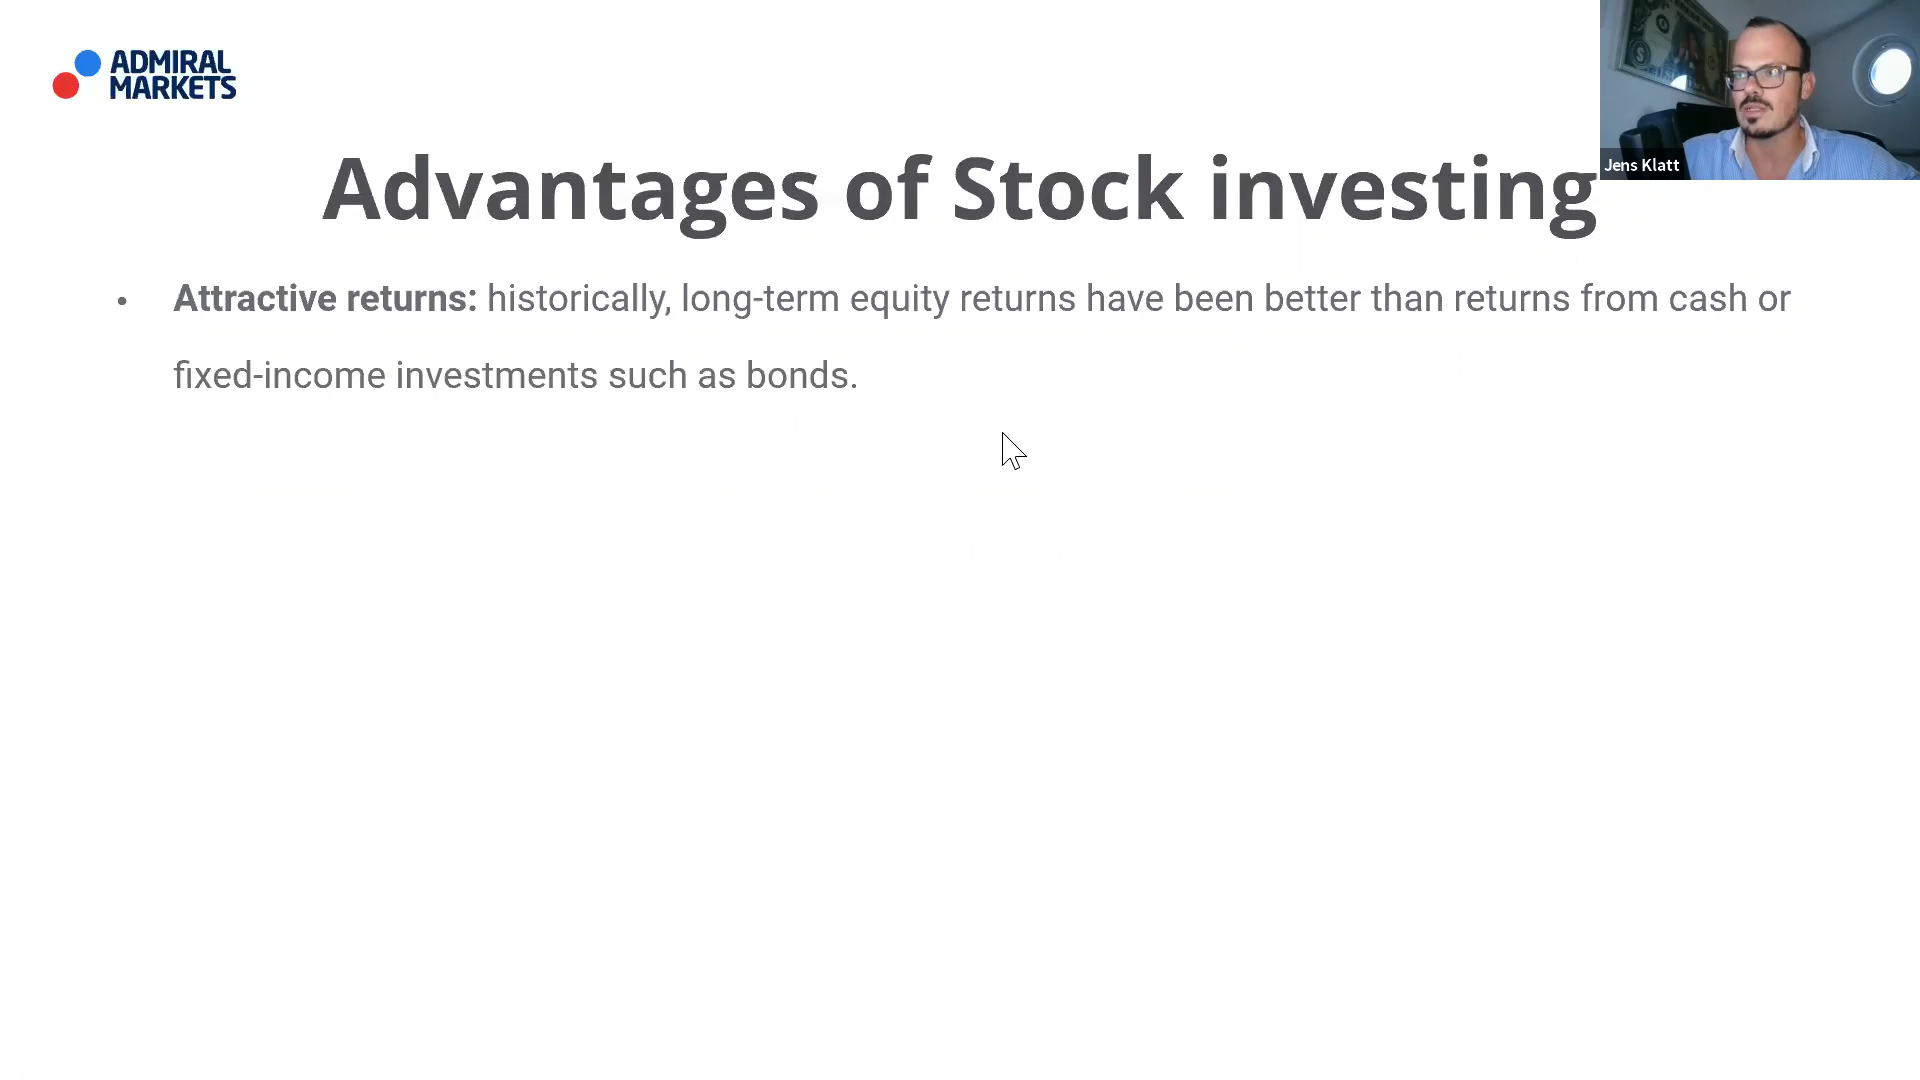 ADMIRAL
MARKETS
Jens Klatt
Advantages of Stock investing
• Attractive returns: historically, long-term equity returns have been better than returns from cash or
fixed-income investments such as bonds.